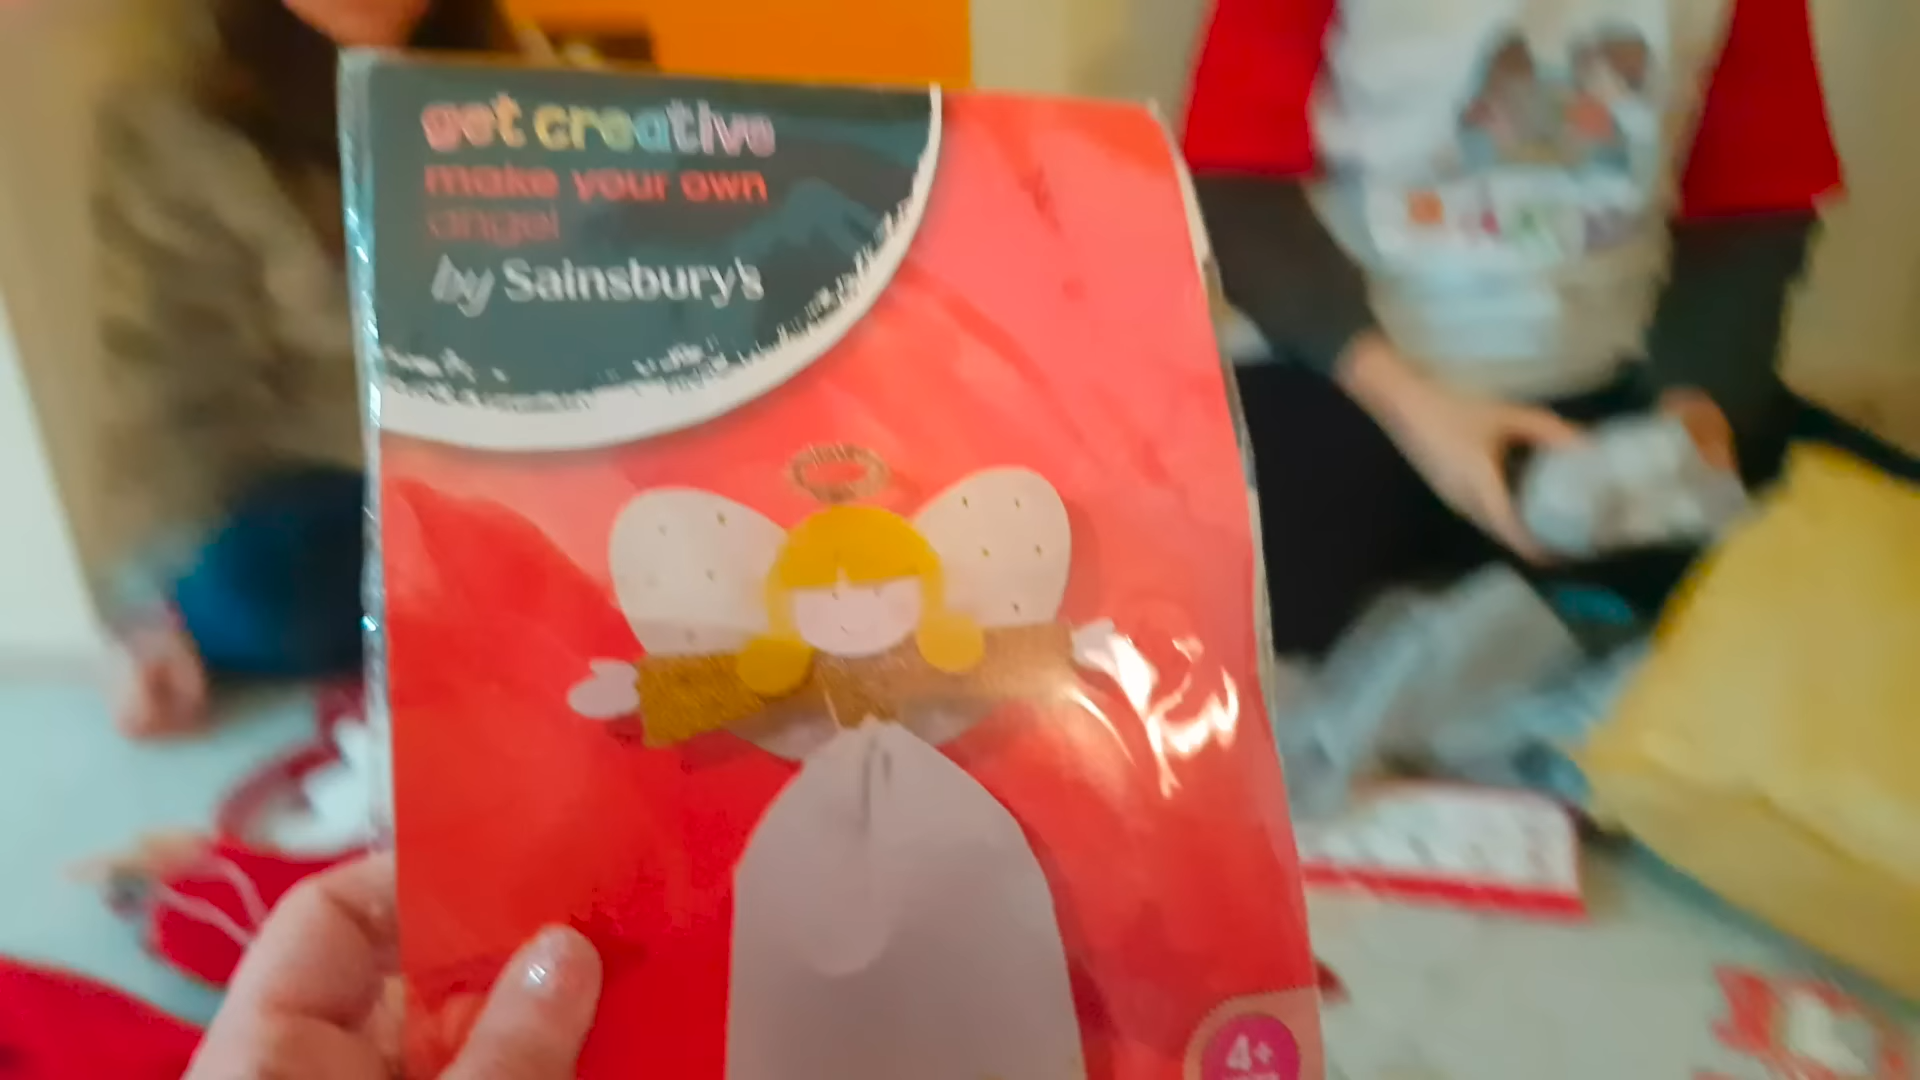 get creative
make your own
angel
by Sainsbury's
4+